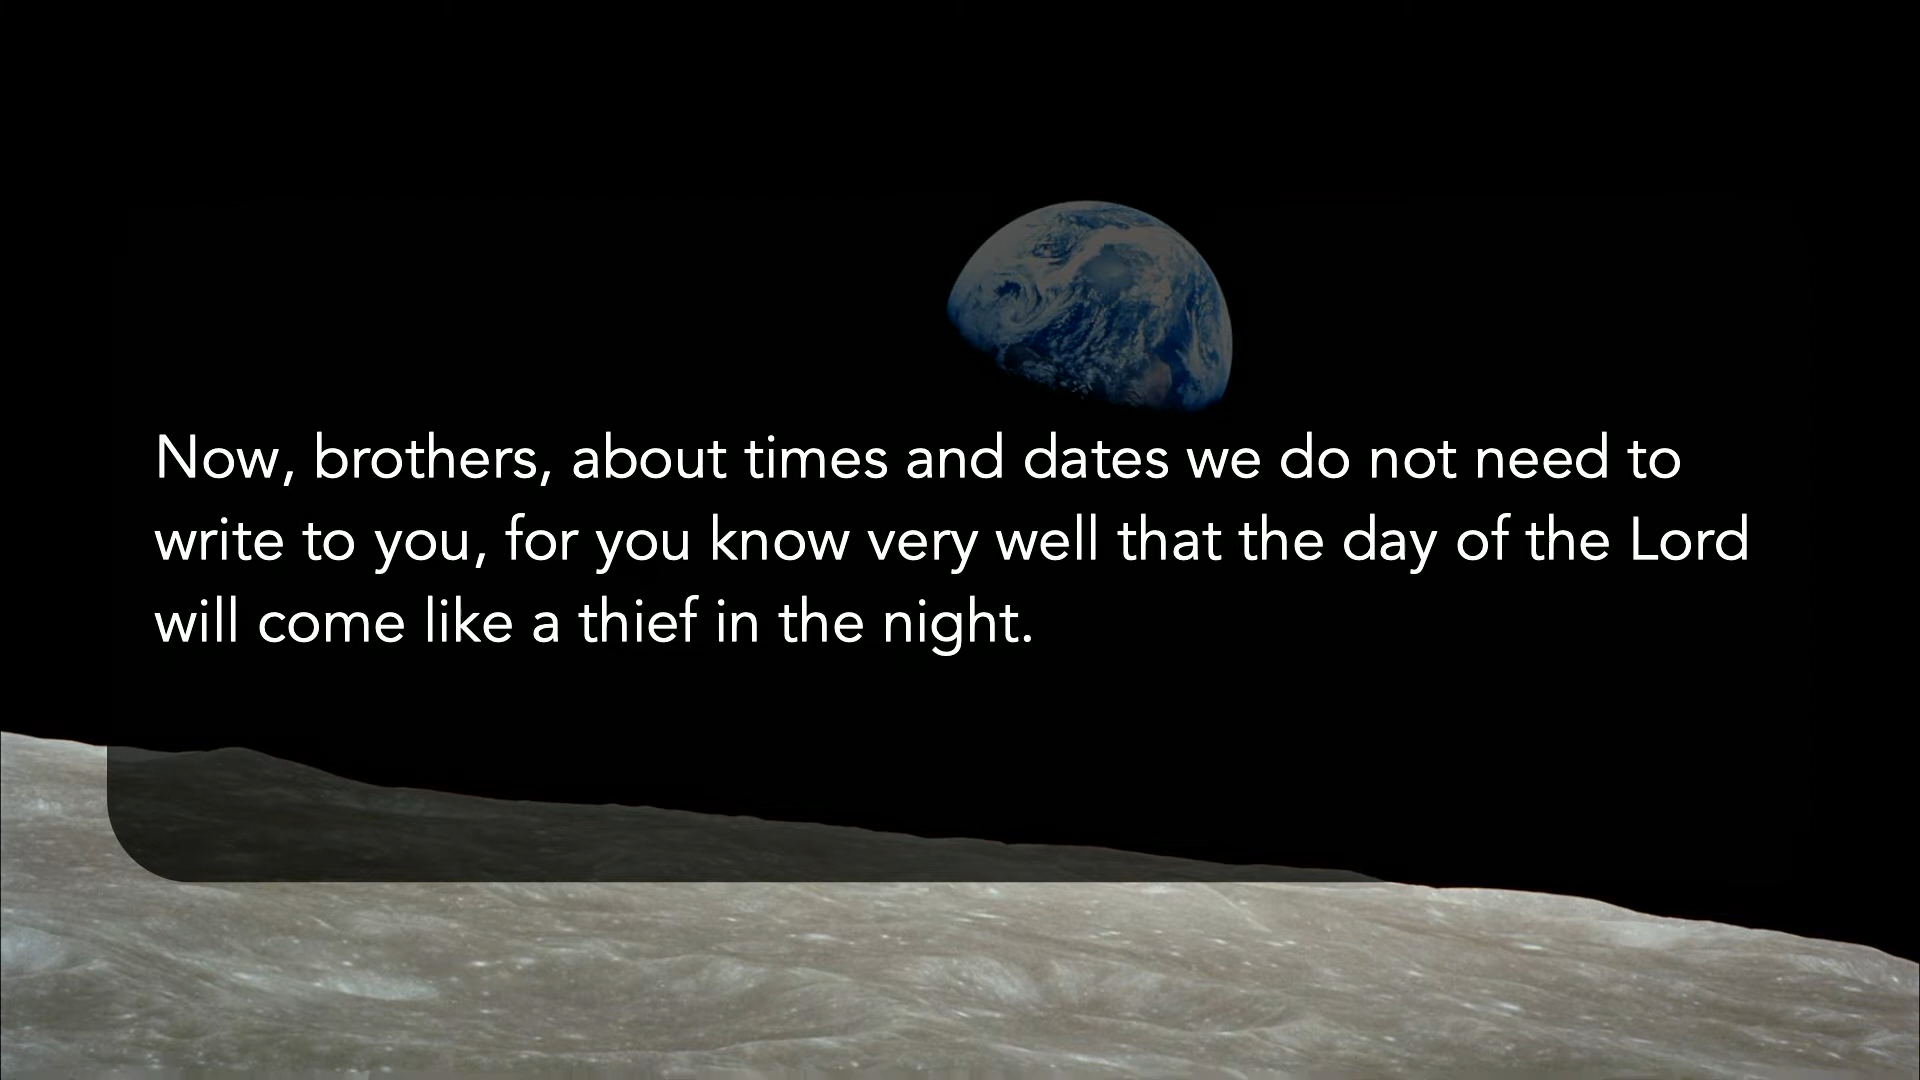 Now, brothers, about times and dates we do not need to
write to you, for you know very well that the day of the Lord
will come like a thief in the night.